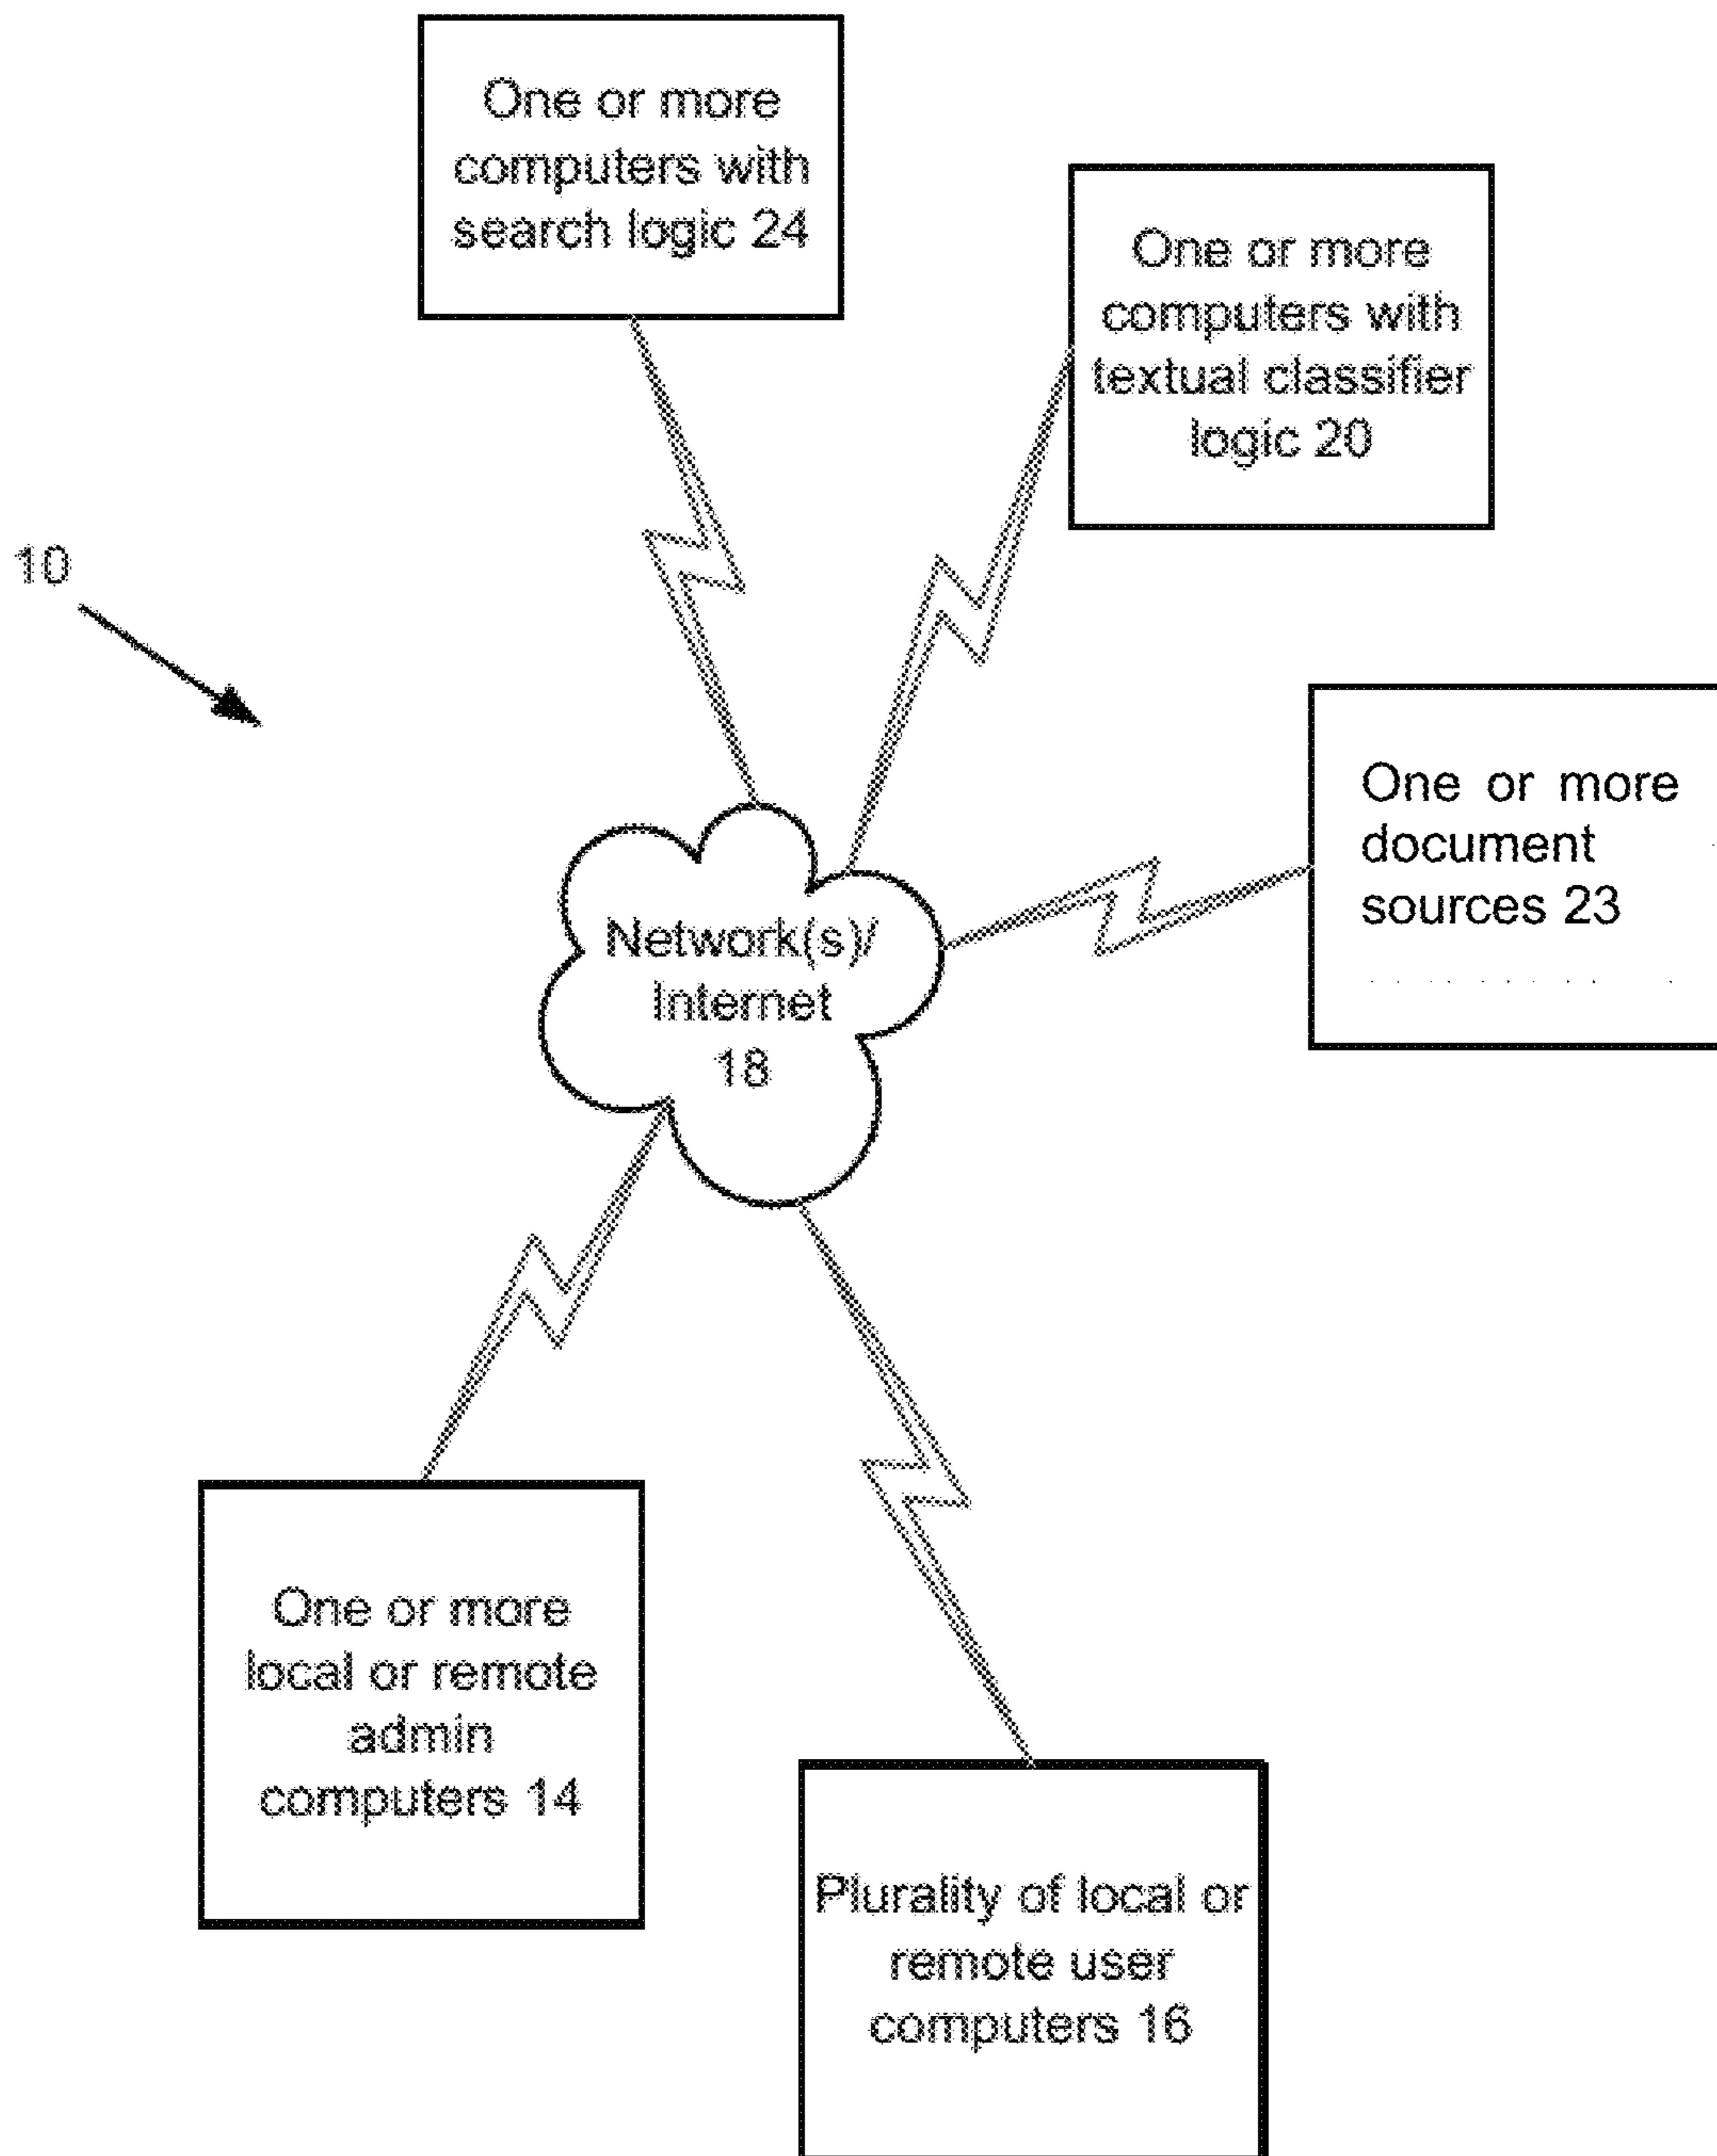 One or more
computers with
search logic 24
One or more
computers with
textual classifier
logic 20
10
One or more
document
sources 23
Network(s)/
Internet
18
One or more
local or remote
admin
computers 14
Plurality of local or
remote user
computers 16